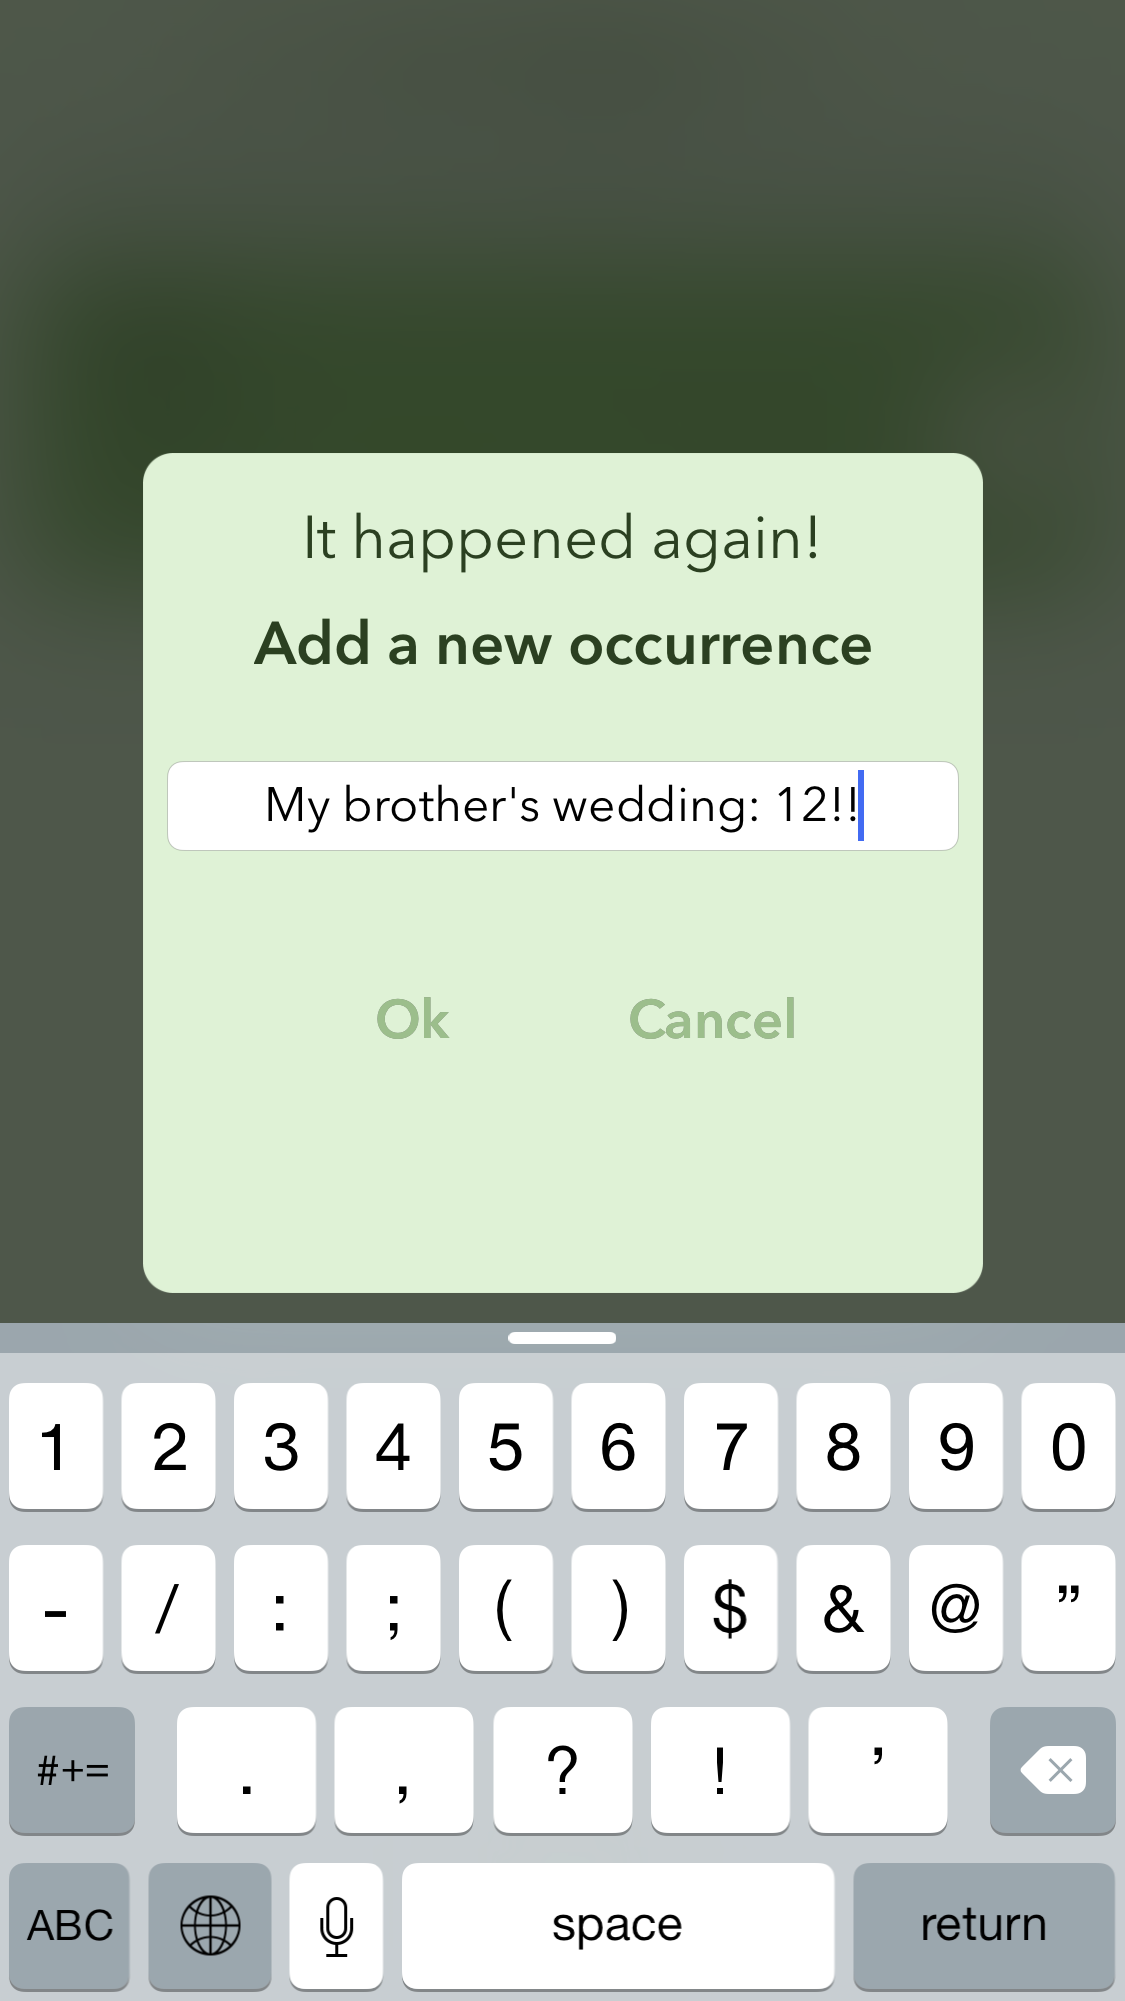 It happened again!
Add a new occurrence
My brother's wedding: 12!!
Ok Cancel
1 2 3 4 5 6 7 8 9 0
- / : ; ( ) $ & @ ”
#+= . , ? ! ’
ABC space return